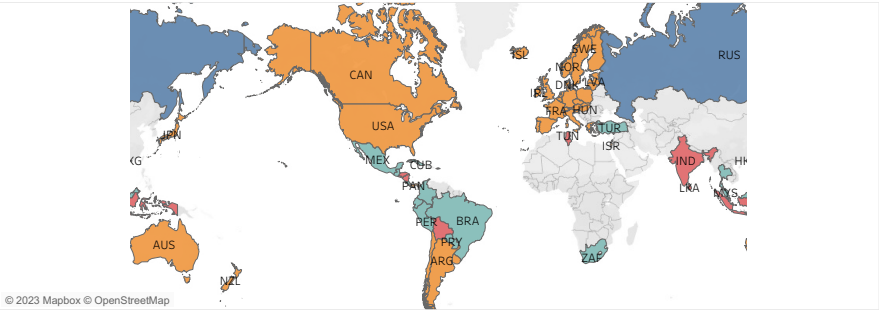 ISL
SWE
RUS
NOR
CAN
DNK
LVA
IRL
FRA
HUN
USA
TUR
JPN
TUN
ISR
KG
MEX
CUB
IND
HK
PAN
LKA
MYS
PER
BRA
PRY
AUS
ARG
ZAF
NZL
© 2023 Mapbox © OpenStreetMap